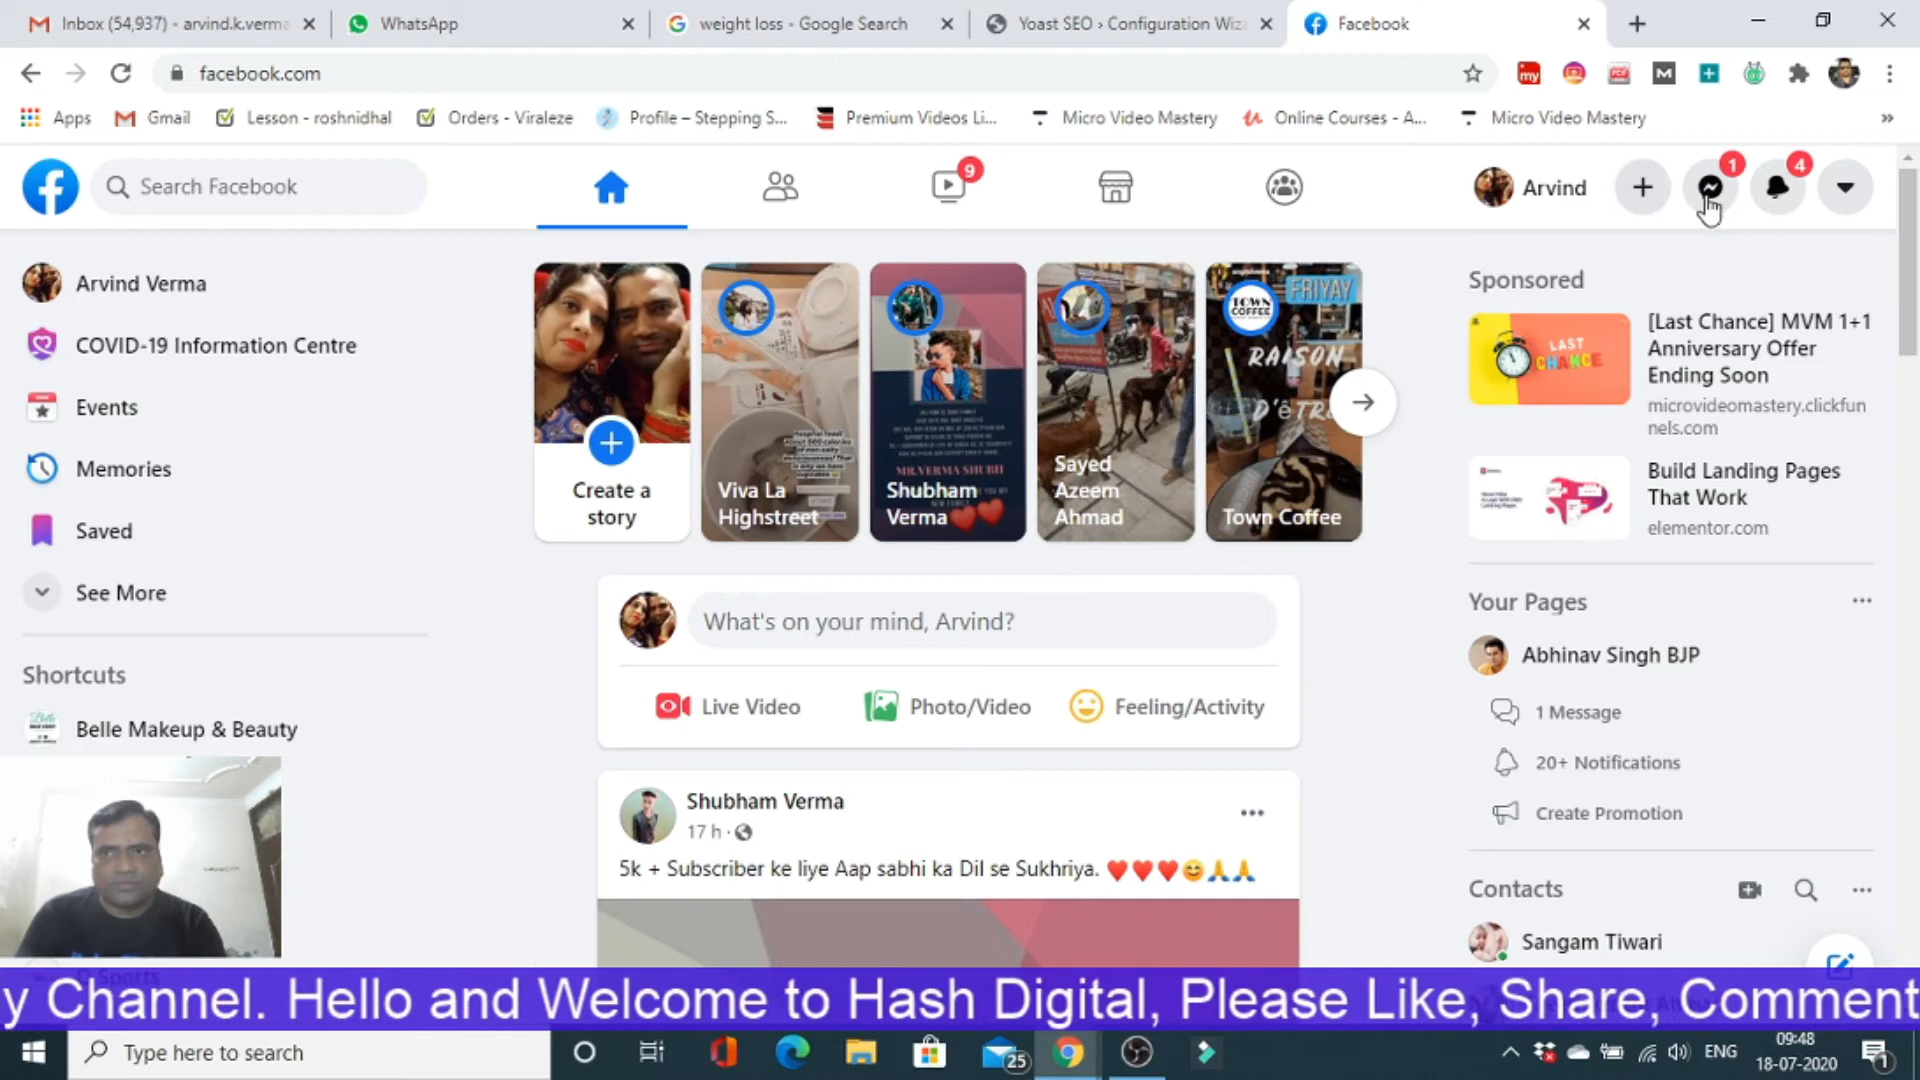 Inbox (54,937) - arvind.k.verma
WhatsApp
weight loss - Google Search
Yoast SEO › Configuration Wiz
Facebook
facebook.com
Apps
Gmail
Lesson - roshnidhal
Orders - Viraleze
Profile – Stepping S...
Premium Videos Li...
Micro Video Mastery
Online Courses - A...
Micro Video Mastery
Search Facebook
9
Arvind
1
4
Arvind Verma
COVID-19 Information Centre
Events
Memories
Saved
See More
Shortcuts
Belle Makeup & Beauty
Create a
story
Viva La
Highstreet
MR.VERMA SHUBH
Shubham
Verma
Sayed
Azeem
Ahmad
TOWN
COFFEE
FRIYAY
RAISON
D'êTR
Town Coffee
What's on your mind, Arvind?
Live Video
Photo/Video
Feeling/Activity
Shubham Verma
17 h
5k + Subscriber ke liye Aap sabhi ka Dil se Sukhriya. ❤️❤️❤️😊🙏🙏
Sponsored
LAST
CHANCE
[Last Chance] MVM 1+1
Anniversary Offer
Ending Soon
microvideomastery.clickfun
nels.com
Build Landing Pages
That Work
elementor.com
Your Pages
Abhinav Singh BJP
1 Message
20+ Notifications
Create Promotion
Contacts
Sangam Tiwari
y Channel. Hello and Welcome to Hash Digital, Please Like, Share, Comment
Type here to search
25
ENG
09:48
18-07-2020
1